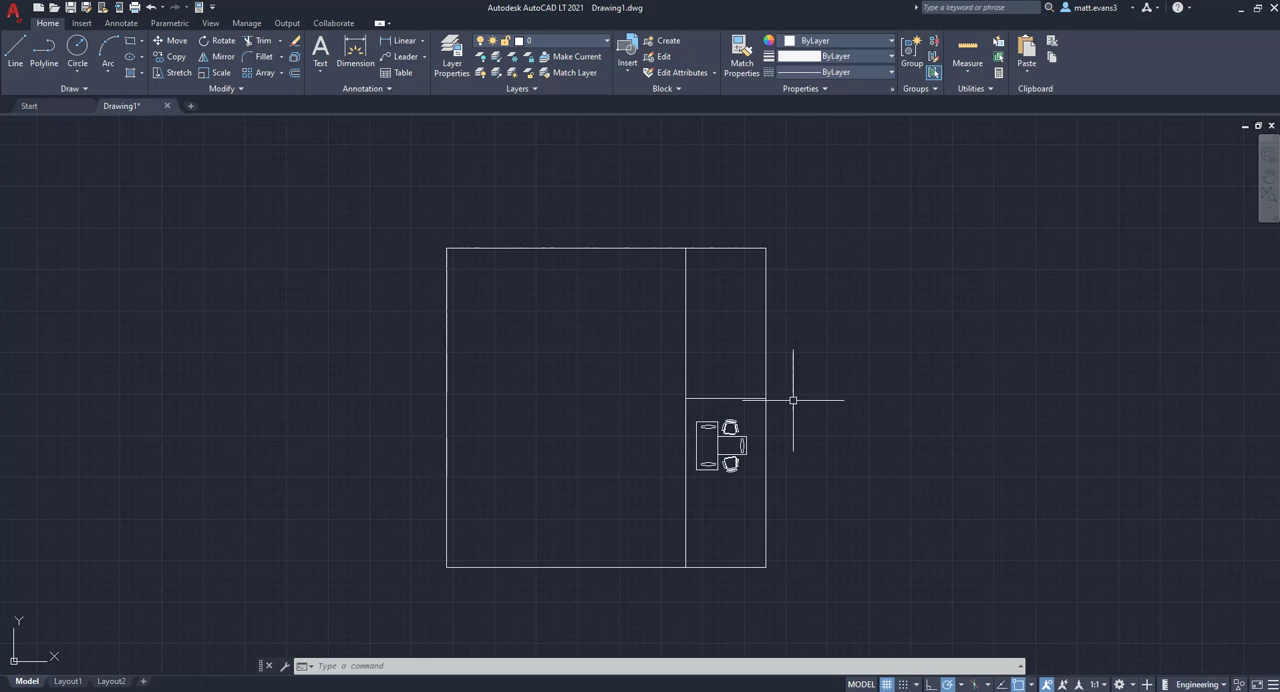 Autodesk AutoCAD LT 2021 Drawing1.dwg
Type a keyword or phrase
matt.evans3
Home Insert Annotate Parametric View Manage Output Collaborate
Line Polyline Circle Arc
Move Rotate Trim
Copy Mirror Fillet
Stretch Scale Array
Text Dimension
Linear
Leader
Table
Layer Properties
0
Make Current
Match Layer
Insert
Create
Edit
Edit Attributes
Match Properties
ByLayer
ByLayer
ByLayer
Group
Measure
Paste
Draw Modify Annotation Layers Block Properties Groups Utilities Clipboard
Start Drawing1*
Y
X
Type a command
Model Layout1 Layout2
MODEL 1:1 Engineering